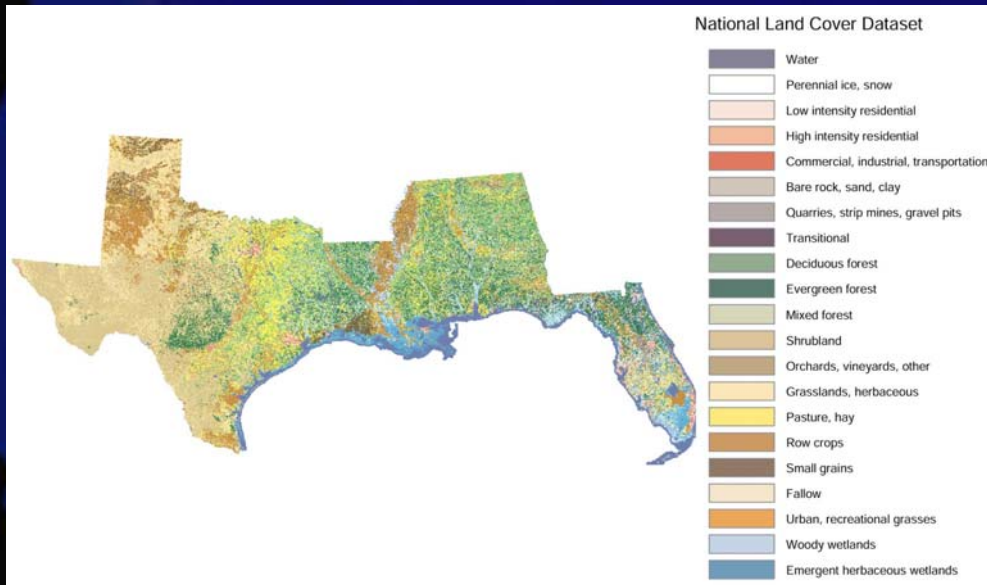 National Land Cover Dataset
Water
Perennial ice, snow
Low intensity residential
High intensity residential
Commercial, industrial, transportation
Bare rock, sand, clay
Quarries, strip mines, gravel pits
Transitional
Deciduous forest
Evergreen forest
Mixed forest
Shrubland
Orchards, vineyards, other
Grasslands, herbaceous
Pasture, hay
Row crops
Small grains
Fallow
Urban, recreational grasses
Woody wetlands
Emergent herbaceous wetlands